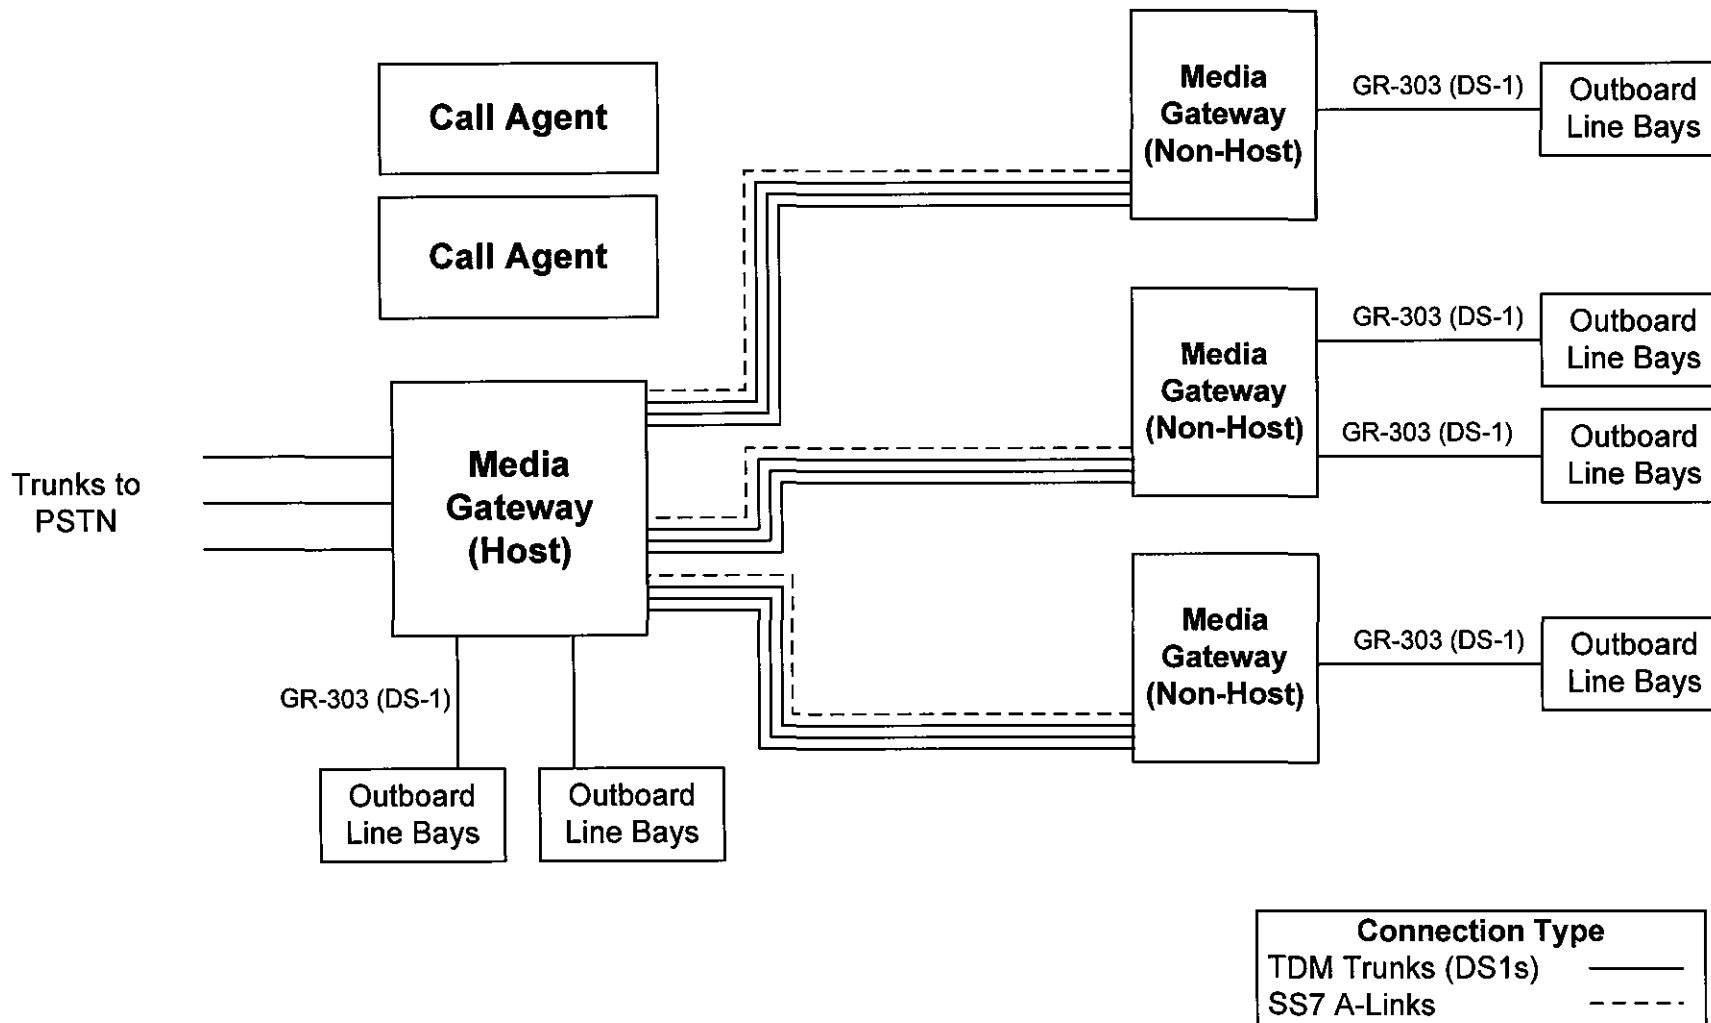 Call Agent
Call Agent
Media
Gateway
(Non-Host)
GR-303 (DS-1)
Outboard
Line Bays
Media
Gateway
(Non-Host)
GR-303 (DS-1)
Outboard
Line Bays
GR-303 (DS-1)
Outboard
Line Bays
Trunks to
PSTN
Media
Gateway
(Host)
Media
Gateway
(Non-Host)
GR-303 (DS-1)
Outboard
Line Bays
GR-303 (DS-1)
Outboard
Line Bays
Outboard
Line Bays
Connection Type
TDM Trunks (DS1s)
SS7 A-Links